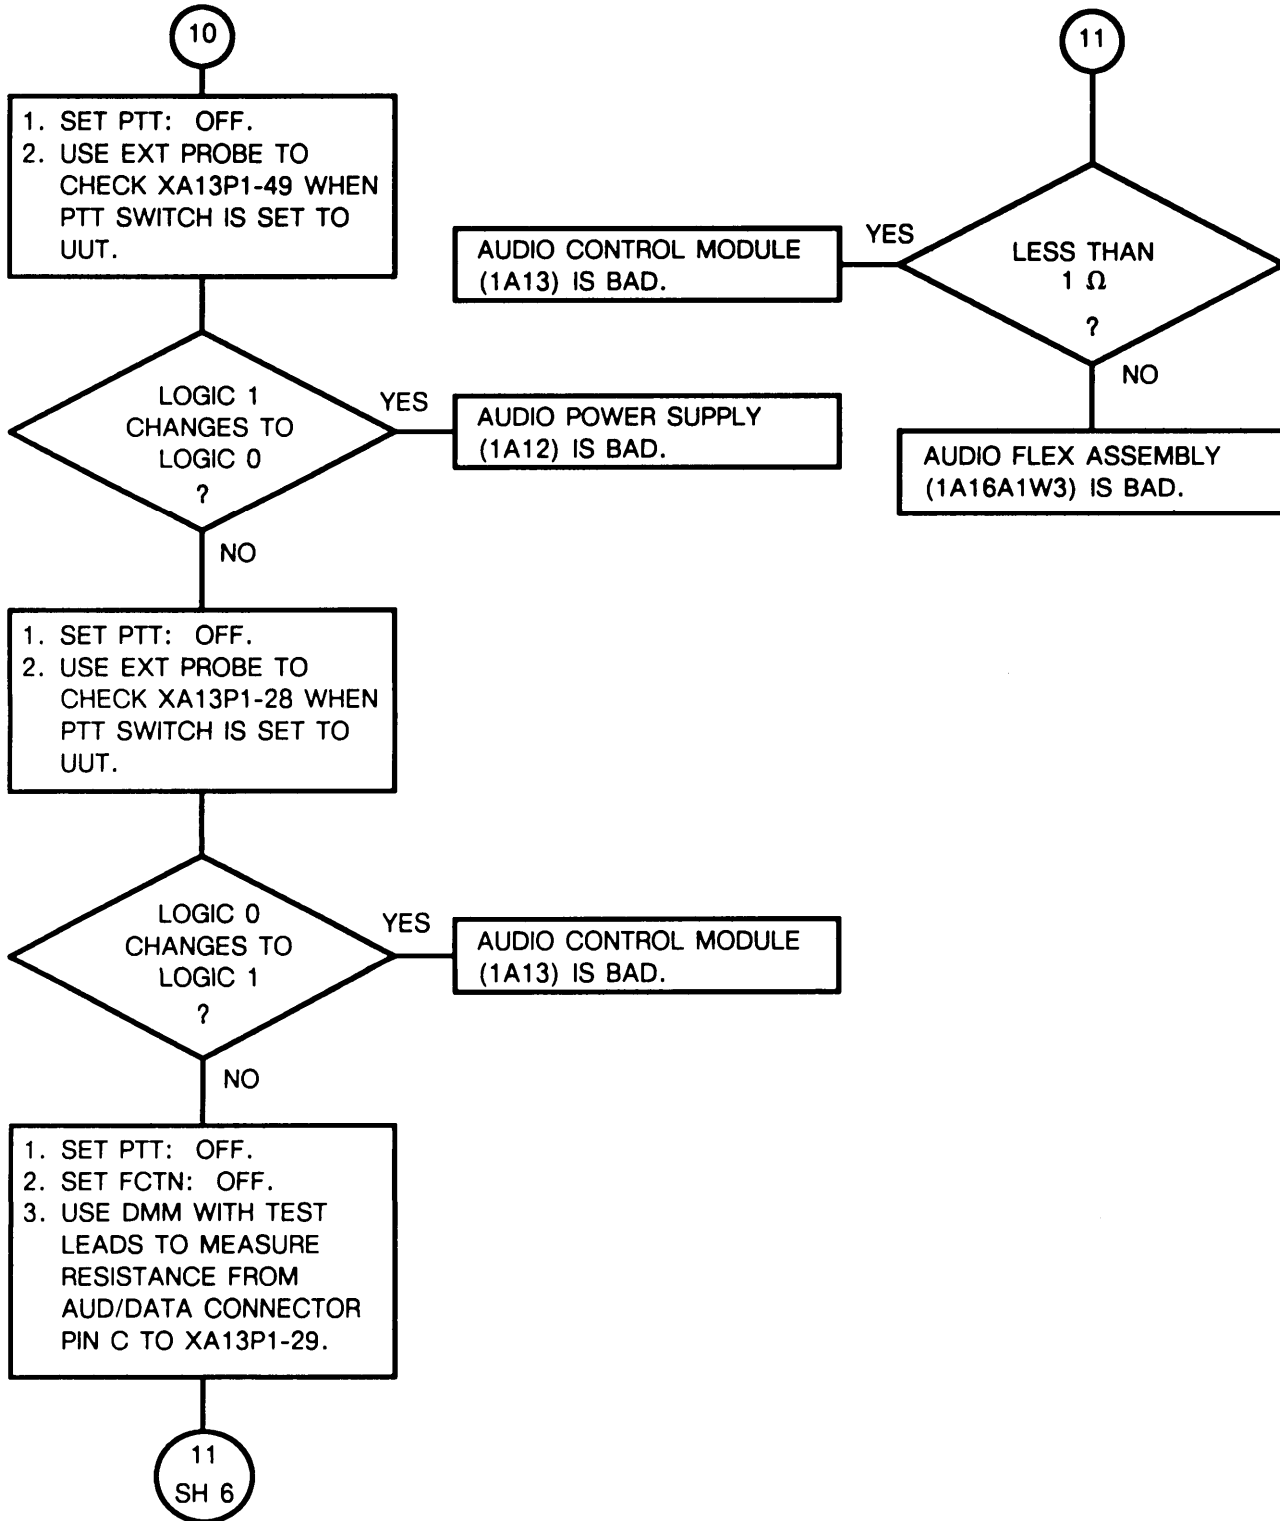 10
1. SET PTT: OFF.
2. USE EXT PROBE TO
CHECK XA13P1-49 WHEN
PTT SWITCH IS SET TO
UUT.
LOGIC 1
CHANGES TO
LOGIC 0
?
YES
AUDIO POWER SUPPLY
(1A12) IS BAD.
NO
1. SET PTT: OFF.
2. USE EXT PROBE TO
CHECK XA13P1-28 WHEN
PTT SWITCH IS SET TO
UUT.
LOGIC 0
CHANGES TO
LOGIC 1
?
YES
AUDIO CONTROL MODULE
(1A13) IS BAD.
NO
1. SET PTT: OFF.
2. SET FCTN: OFF.
3. USE DMM WITH TEST
LEADS TO MEASURE
RESISTANCE FROM
AUD/DATA CONNECTOR
PIN C TO XA13P1-29.
11
SH 6
11
LESS THAN
1 Ω
?
YES
AUDIO CONTROL MODULE
(1A13) IS BAD.
NO
AUDIO FLEX ASSEMBLY
(1A16A1W3) IS BAD.